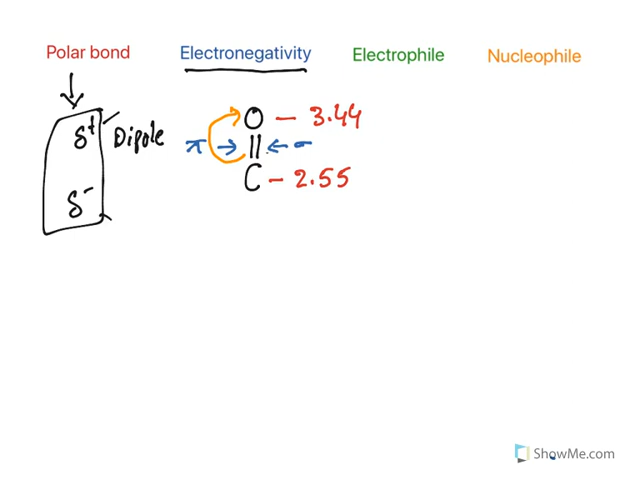 Polar bond Electronegativity Electrophile Nucleophile
δ+ Dipole
δ-
O — 3.44
π → || ← σ
C — 2.55
ShowMe.com